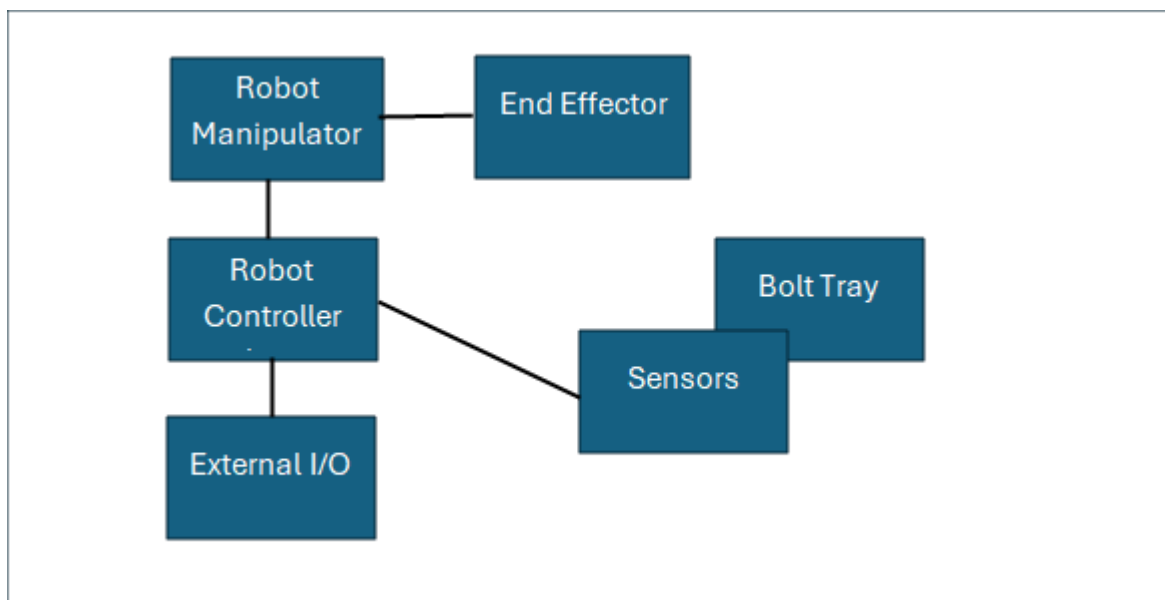 Robot
Manipulator
End Effector
Robot
Controller
Bolt Tray
Sensors
External I/O